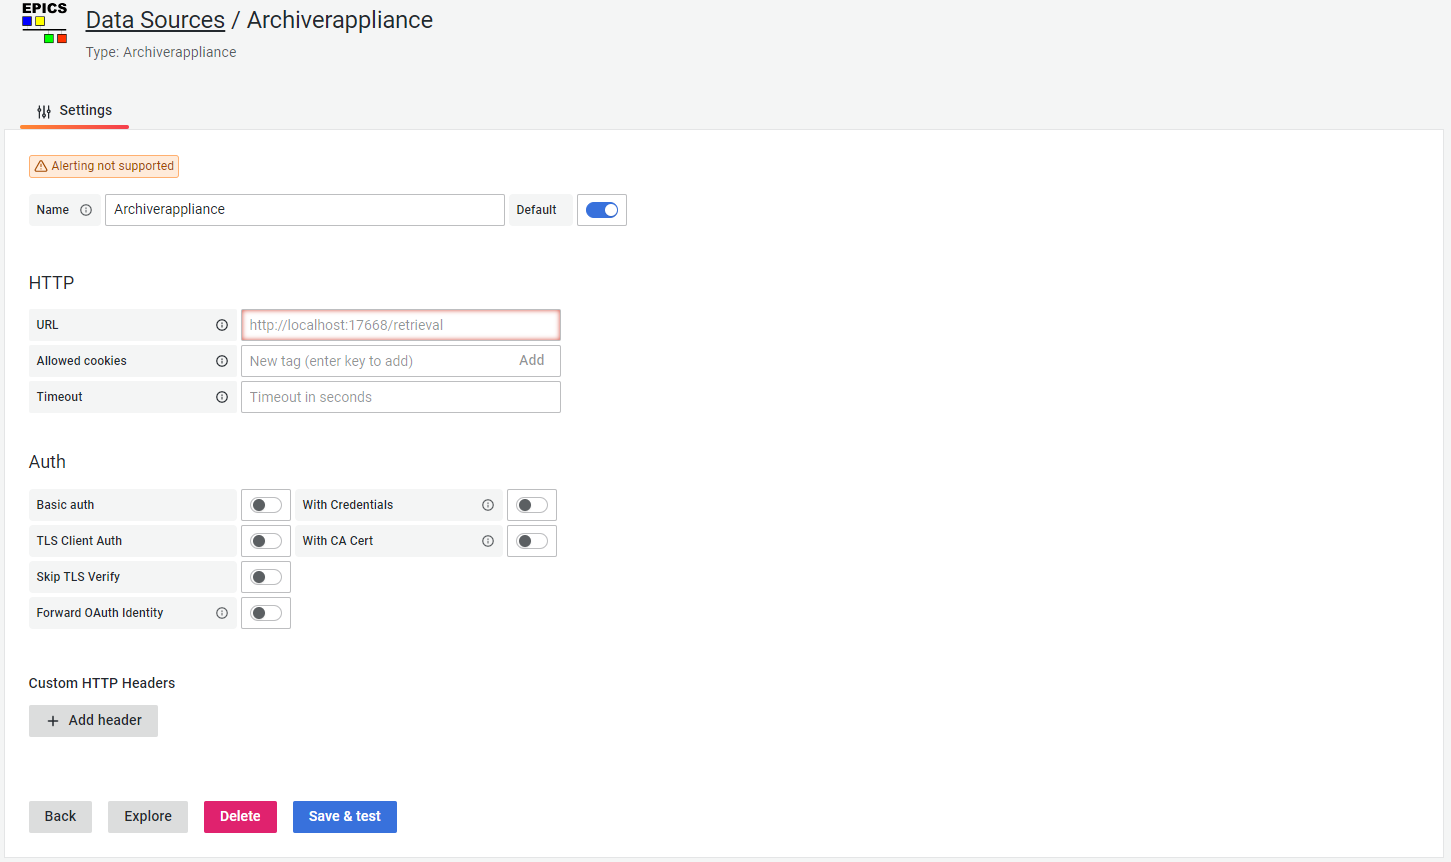 EPICS
Data Sources / Archiverappliance
Type: Archiverappliance
Settings
Alerting not supported
Name Archiverappliance Default
HTTP
URL http://localhost:17668/retrieval
Allowed cookies New tag (enter key to add) Add
Timeout Timeout in seconds
Auth
Basic auth With Credentials
TLS Client Auth With CA Cert
Skip TLS Verify
Forward OAuth Identity
Custom HTTP Headers
+ Add header
Back Explore Delete Save & test